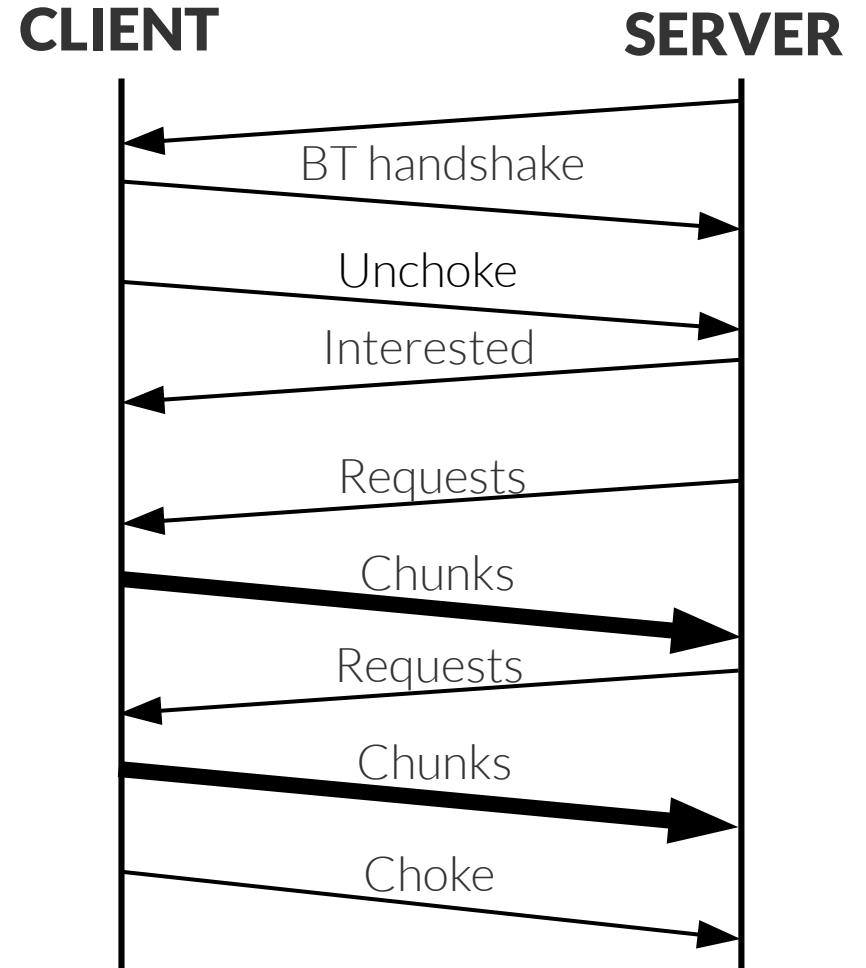 CLIENT
SERVER
BT handshake
Unchoke
Interested
Requests
Chunks
Requests
Chunks
Choke